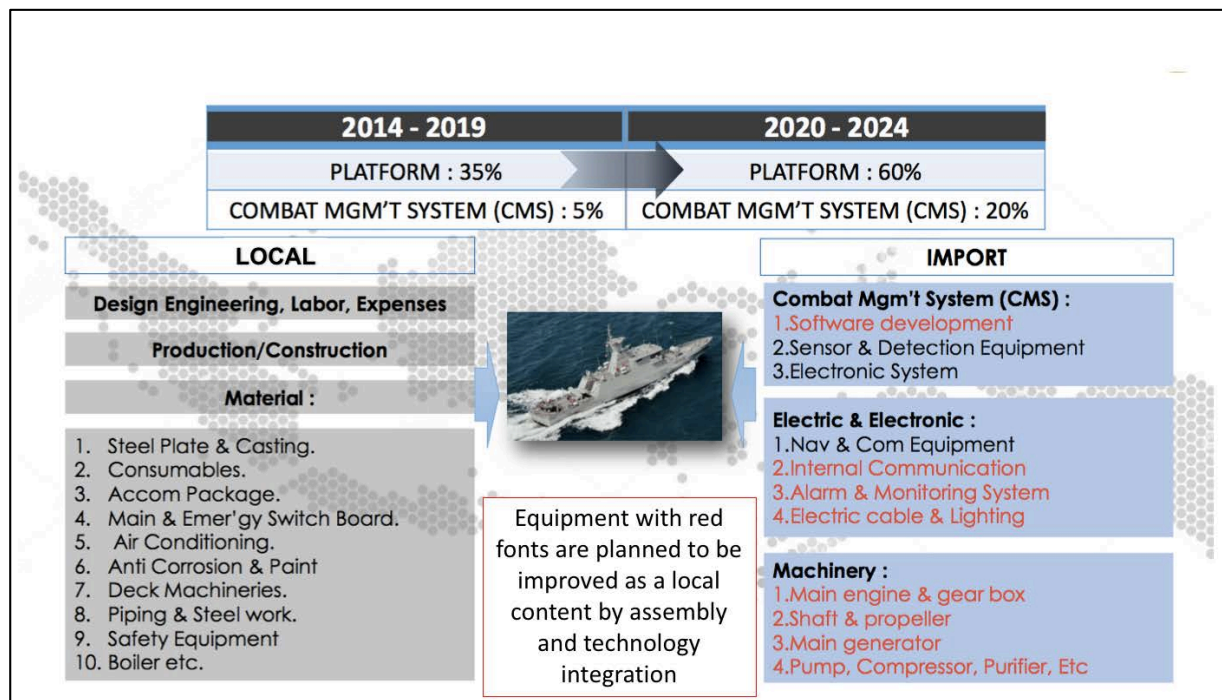 2014 - 2019
2020 - 2024
PLATFORM : 35%
PLATFORM : 60%
COMBAT MGM'T SYSTEM (CMS) : 5%
COMBAT MGM'T SYSTEM (CMS) : 20%
LOCAL
Design Engineering, Labor, Expenses
Production/Construction
Material :
1. Steel Plate & Casting.
2. Consumables.
3. Accom Package.
4. Main & Emer'gy Switch Board.
5. Air Conditioning.
6. Anti Corrosion & Paint
7. Deck Machineries.
8. Piping & Steel work.
9. Safety Equipment
10. Boiler etc.
Equipment with red
fonts are planned to be
improved as a local
content by assembly
and technology
integration
IMPORT
Combat Mgm't System (CMS) :
1.Software development
2.Sensor & Detection Equipment
3.Electronic System
Electric & Electronic :
1.Nav & Com Equipment
2.Internal Communication
3.Alarm & Monitoring System
4.Electric cable & Lighting
Machinery :
1.Main engine & gear box
2.Shaft & propeller
3.Main generator
4.Pump, Compressor, Purifier, Etc